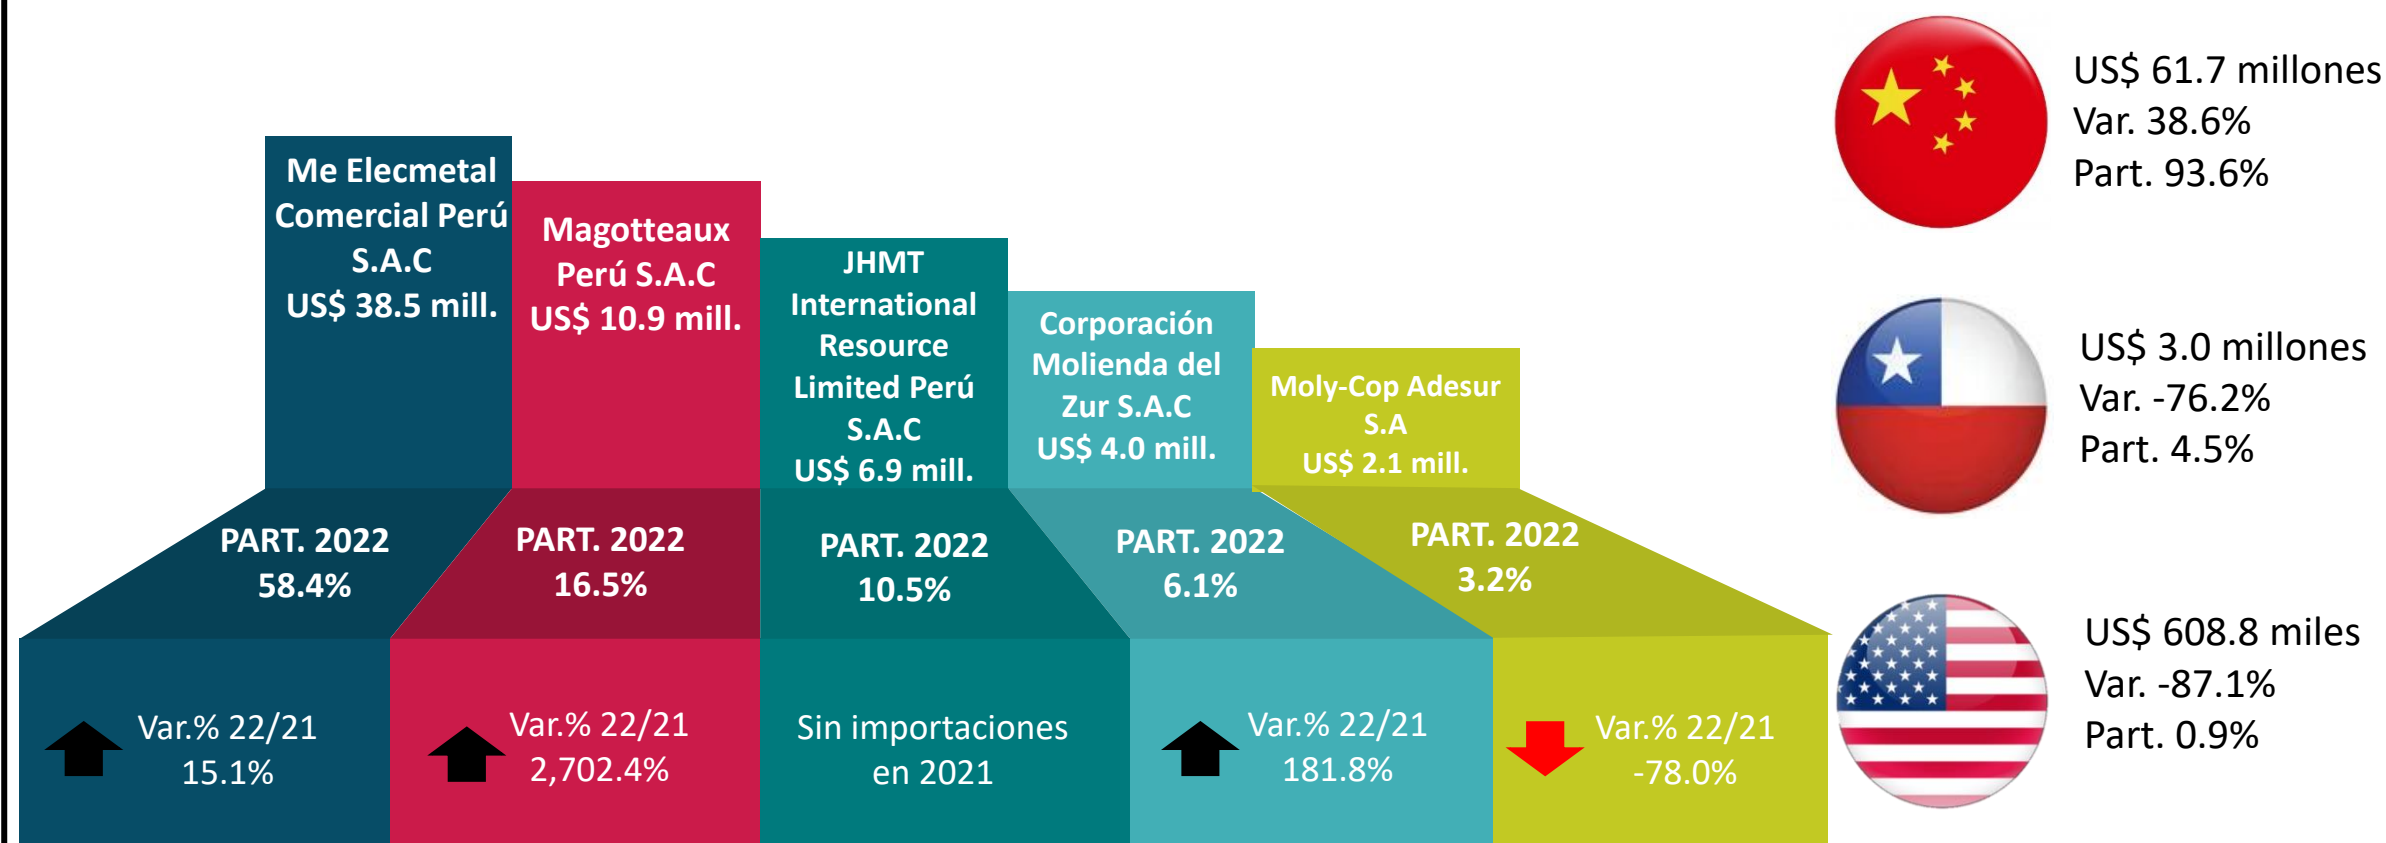 Me Elecmetal
Comercial Perú
S.A.C
US$ 38.5 mill.
Magotteaux
Perú S.A.C
US$ 10.9 mill.
JHMT
International
Resource
Limited Perú
S.A.C
US$ 6.9 mill.
Corporación
Molienda del
Zur S.A.C
US$ 4.0 mill.
Moly-Cop Adesur
S.A
US$ 2.1 mill.
PART. 2022
58.4%
PART. 2022
16.5%
PART. 2022
10.5%
PART. 2022
6.1%
PART. 2022
3.2%
Var.% 22/21
15.1%
Var.% 22/21
2,702.4%
Sin importaciones
en 2021
Var.% 22/21
181.8%
Var.% 22/21
-78.0%
US$ 61.7 millones
Var. 38.6%
Part. 93.6%
US$ 3.0 millones
Var. -76.2%
Part. 4.5%
US$ 608.8 miles
Var. -87.1%
Part. 0.9%